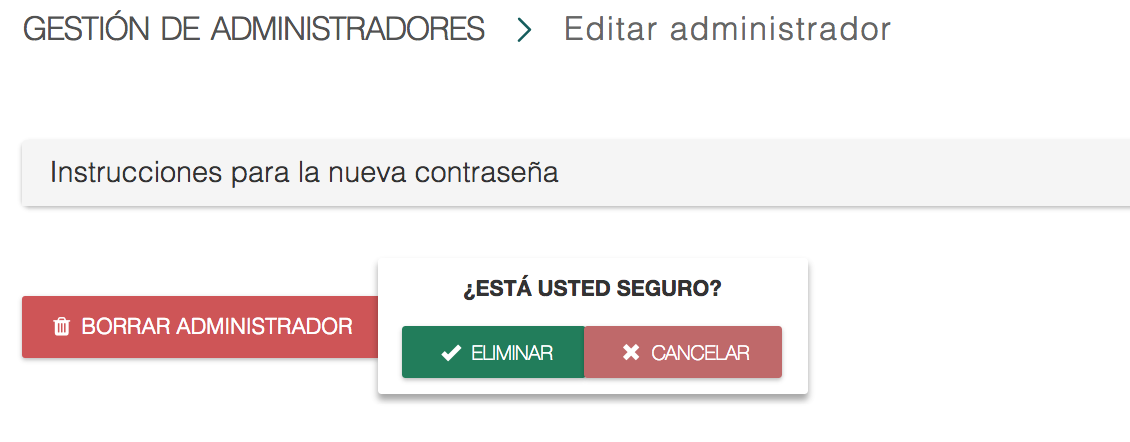 GESTIÓN DE ADMINISTRADORES > Editar administrador
Instrucciones para la nueva contraseña
¿ESTÁ USTED SEGURO?
BORRAR ADMINISTRADOR
ELIMINAR CANCELAR